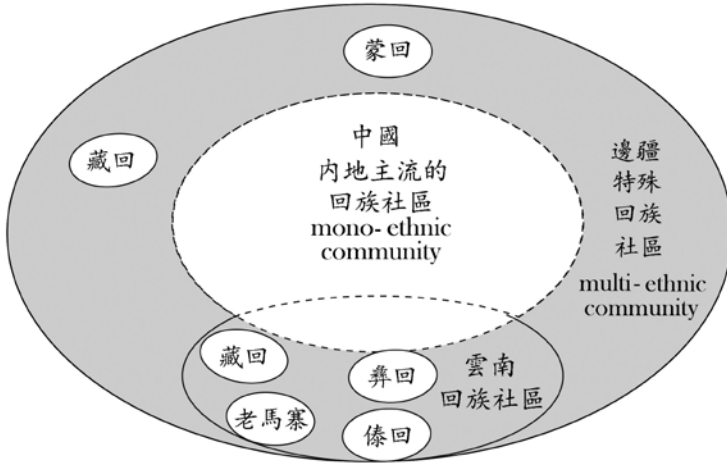 蒙回
藏回
中國
内地主流的
回族社區
mono-ethnic
community
邊疆
特殊
回族
社區
multi-ethnic
community
藏回
彝回
老馬寨
傣回
雲南
回族社區